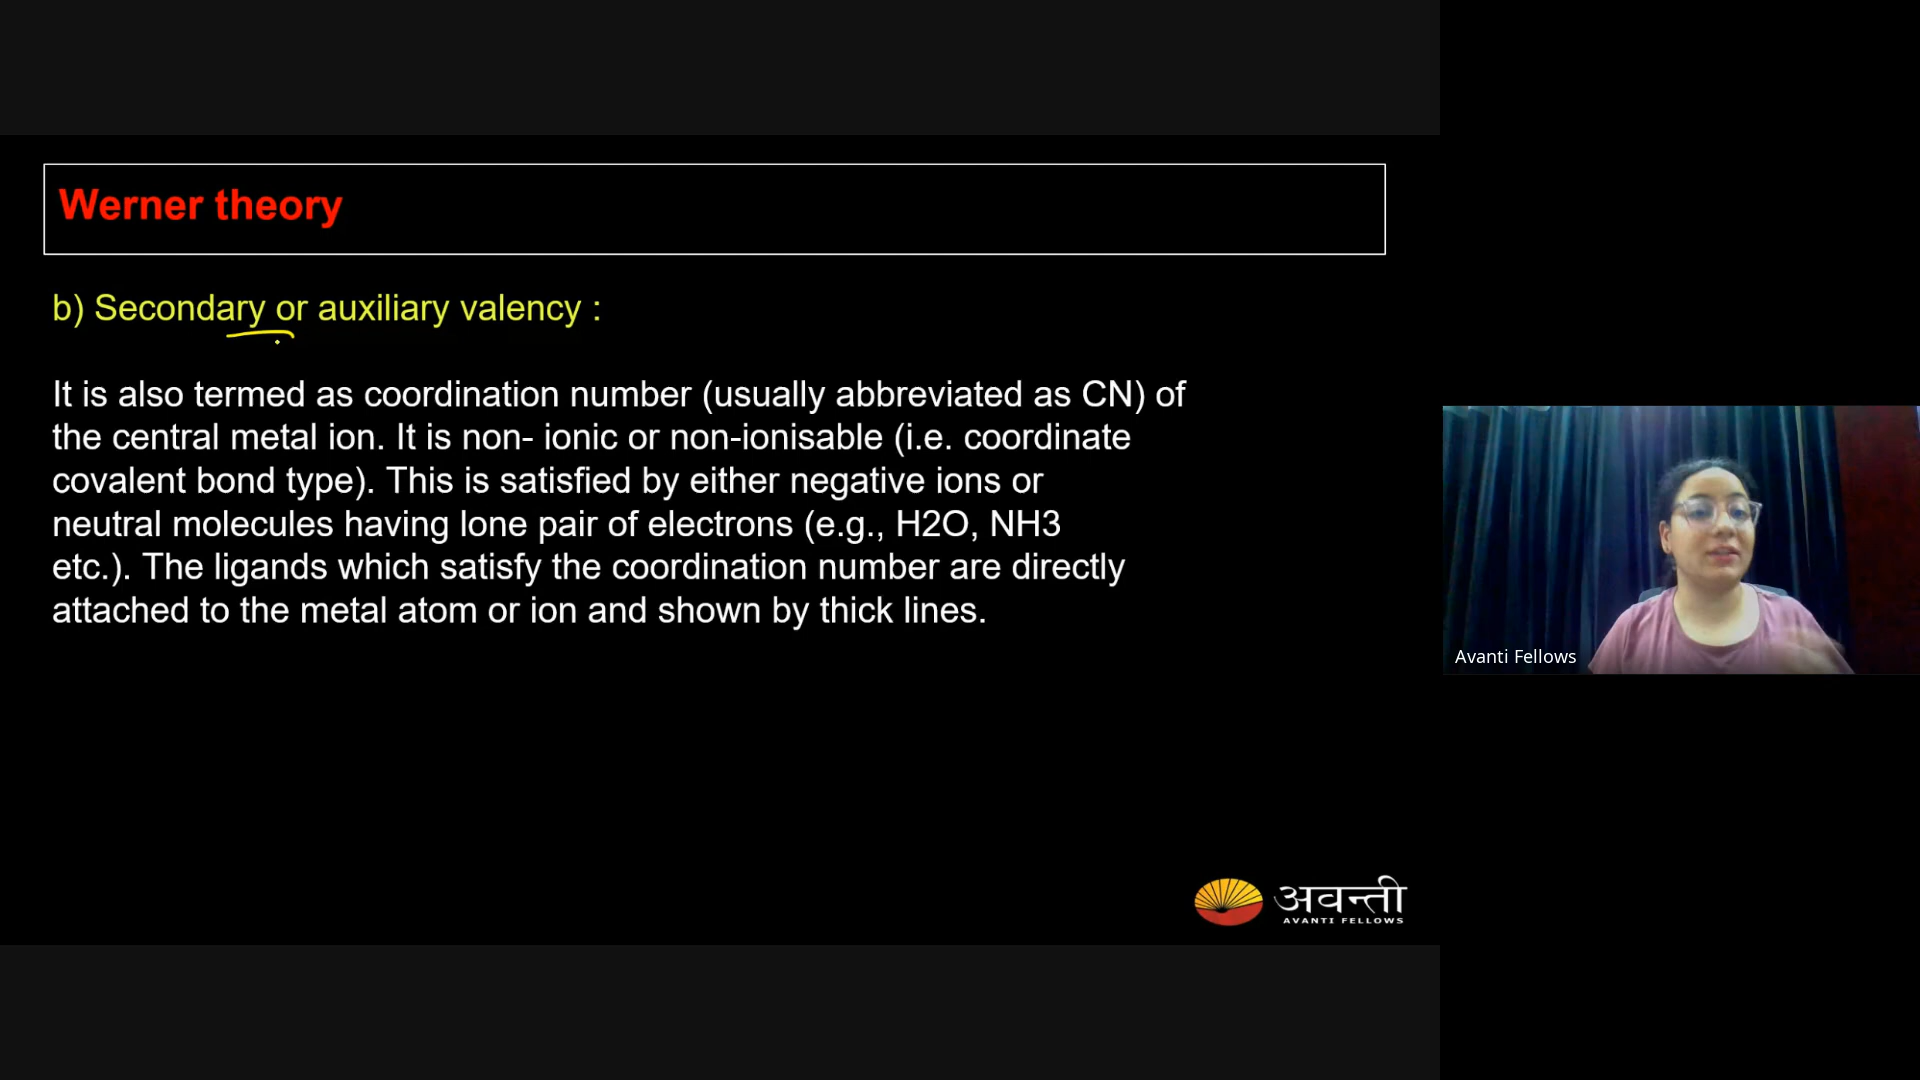 Werner theory
b) Secondary or auxiliary valency :
It is also termed as coordination number (usually abbreviated as CN) of
the central metal ion. It is non- ionic or non-ionisable (i.e. coordinate
covalent bond type). This is satisfied by either negative ions or
neutral molecules having lone pair of electrons (e.g., H2O, NH3
etc.). The ligands which satisfy the coordination number are directly
attached to the metal atom or ion and shown by thick lines.
Avanti Fellows
अवन्ती
AVANTI FELLOWS